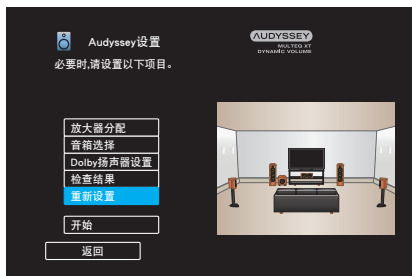 Audyssey设置
AUDYSSEY
MULTEQ XT
DYNAMIC VOLUME
必要时,请设置以下项目。
放大器分配
音箱选择
Dolby扬声器设置
检查结果
重新设置
开始
返回